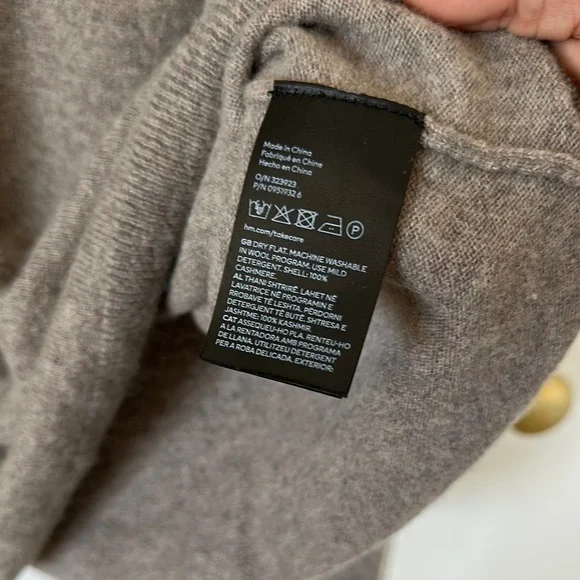 Made in China
Fabriqué en Chine
Hecho en China
O/N 323923
P/N 0951932 6
P
hm.com/takecare
GB DRY FLAT. MACHINE WASHABLE
IN WOOL PROGRAM. USE MILD
DETERGENT. SHELL: 100%
CASHMERE.
AL THANI SHTRIRË. LAHET NË
LAVATRICE NË PROGRAMIN E
RROBAVE TË LESHTA. PËRDORNI
DETERGJENT TË BUTË. SHTRESA E
JASHTME: 100% KASHMIR
CAT ASSEQUEU-HO PLA. RENTEU-HO
A LA RENTADORA AMB PROGRAMA
DE LLANA. UTILITZEU DETERGENT
PER A ROBA DELICADA. EXTERIOR: